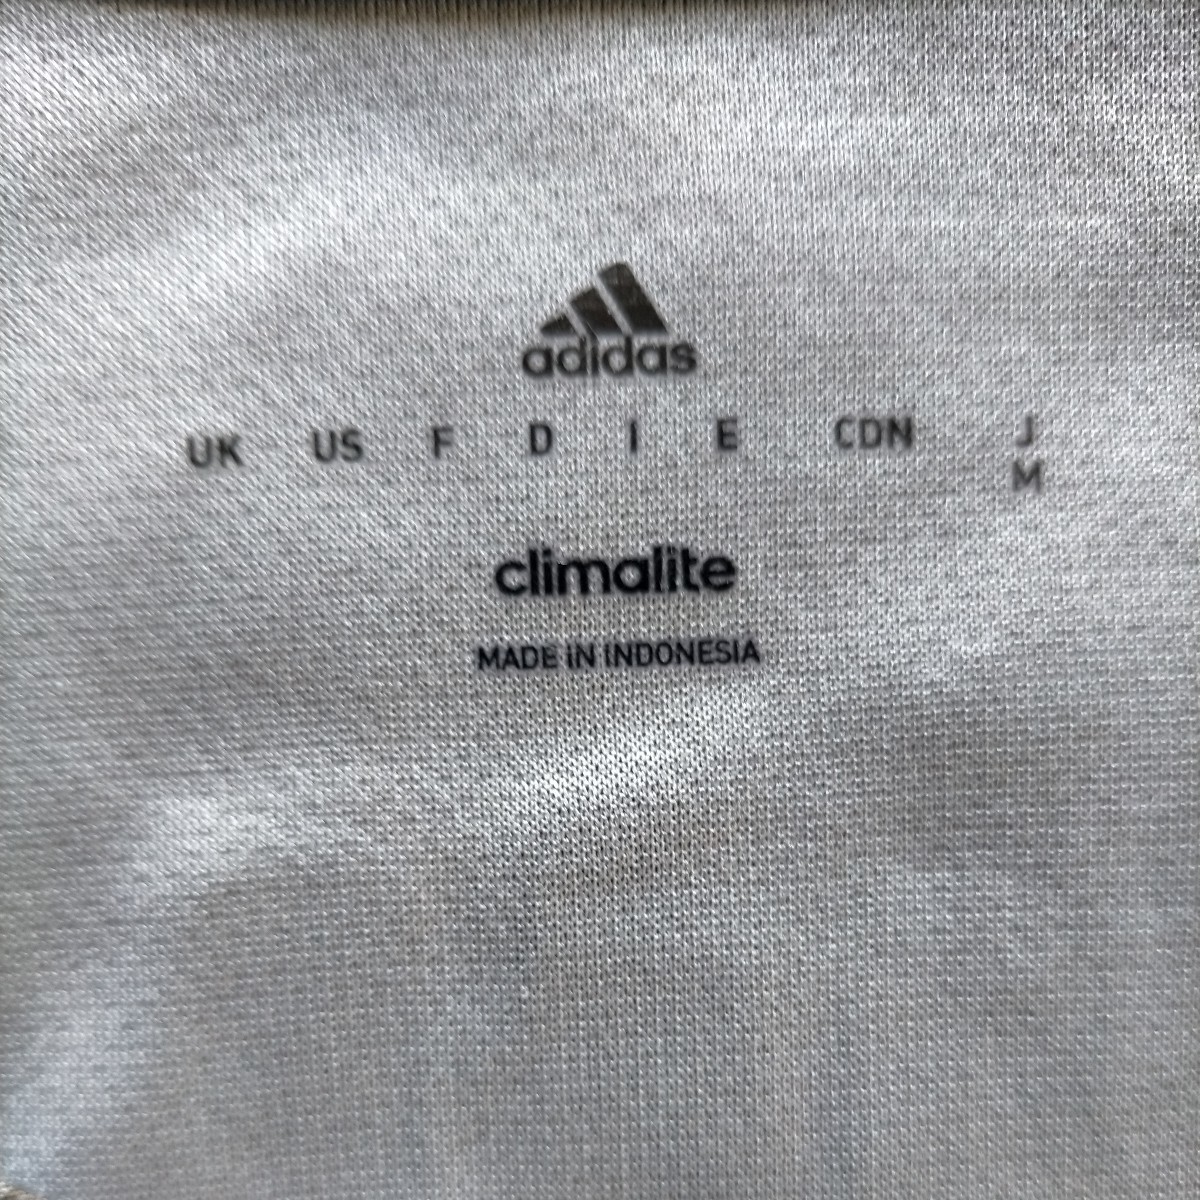 adidas
UK US F D I E CDN J
M
climalite
MADE IN INDONESIA